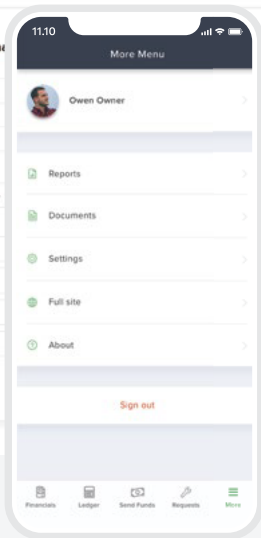 11.10
More Menu
Owen Owner
Reports
Documents
Settings
Full site
About
Sign out
Financials Ledger Send Funds Requests More